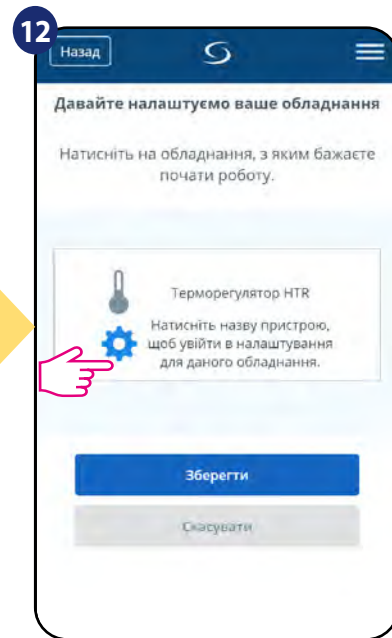 12
Назад
Давайте налаштуємо ваше обладнання
Натисніть на обладнання, з яким бажаєте
почати роботу.
Терморегулятор HTR
Натисніть назву пристрою,
щоб увійти в налаштування
для даного обладнання.
Зберегти
Скасувати